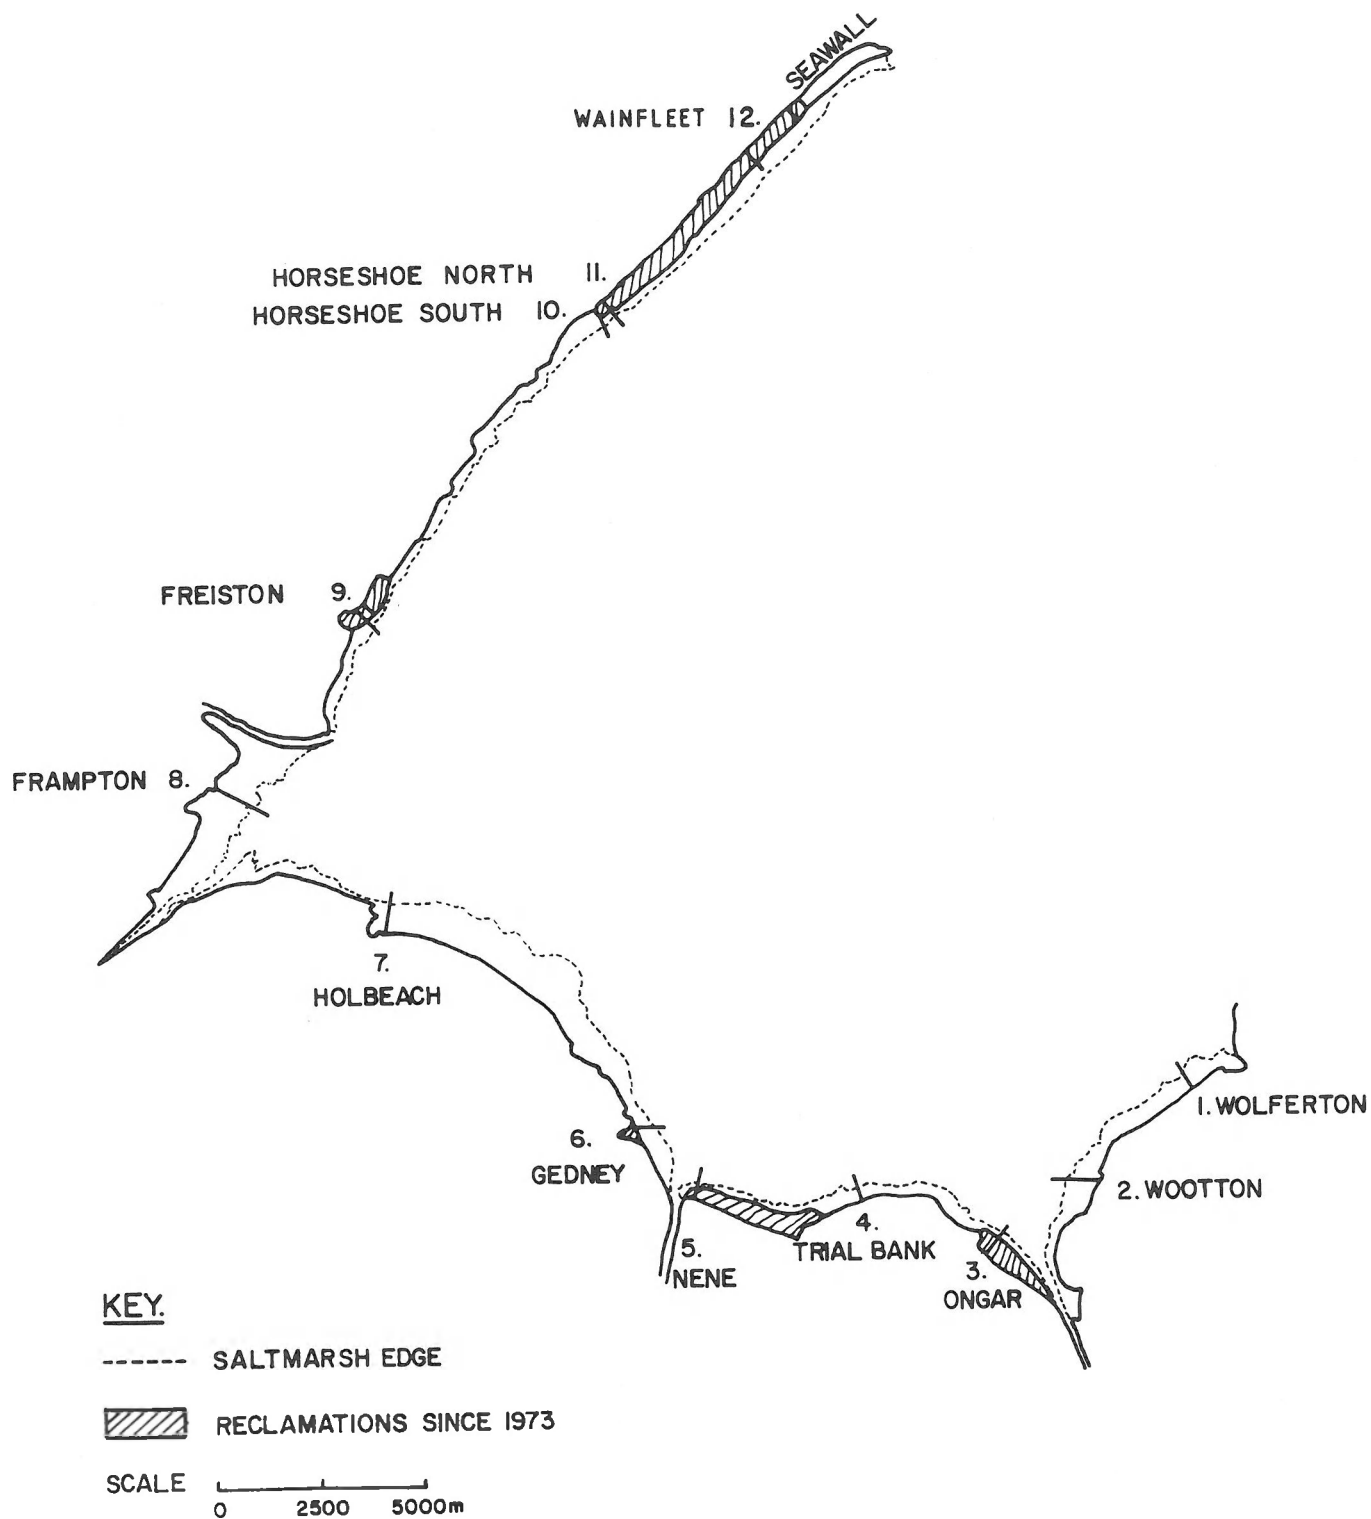 SEAWALL
WAINFLEET 12.
HORSESHOE NORTH 11.
HORSESHOE SOUTH 10.
FREISTON 9.
FRAMPTON 8.
7.
HOLBEACH
1. WOLFERTON
6.
GEDNEY
2. WOOTTON
5.
NENE
4.
TRIAL BANK
3.
ONGAR
KEY.
SALTMARSH EDGE
RECLAMATIONS SINCE 1973
SCALE
0 2500 5000m